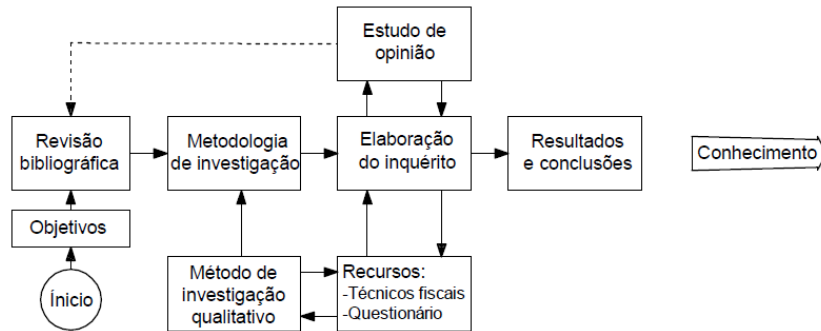 Estudo de
opinião
Revisão
bibliográfica
Metodologia
de investigação
Elaboração
do inquérito
Resultados
e conclusões
Conhecimento
Objetivos
Ínicio
Método de
investigação
qualitativo
Recursos:
-Técnicos fiscais
-Questionário